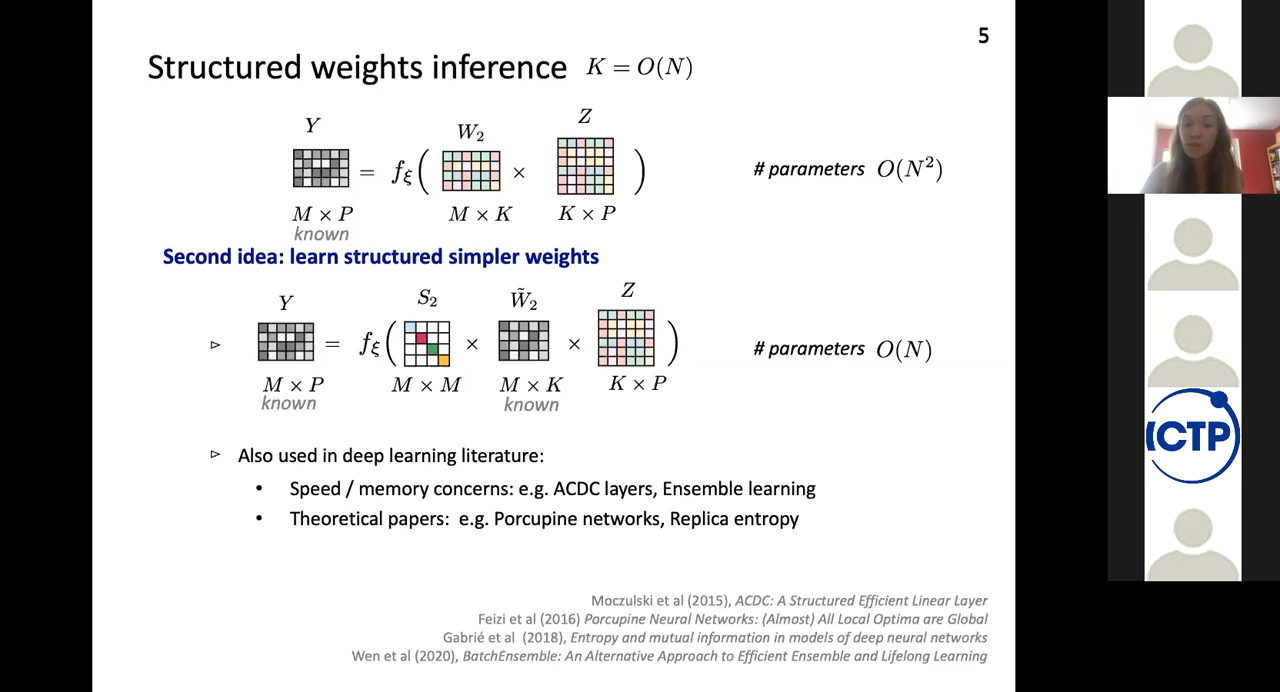 5
Structured weights inference K = O(N)
Y W₂ Z
= f_ξ( × ) # parameters O(N²)
M × P M × K K × P
known
Second idea: learn structured simpler weights
Y S₂ W̃₂ Z
▷ = f_ξ( × × ) # parameters O(N)
M × P M × M M × K K × P
known known
▷ Also used in deep learning literature:
• Speed / memory concerns: e.g. ACDC layers, Ensemble learning
• Theoretical papers: e.g. Porcupine networks, Replica entropy
Moczulski et al (2015), ACDC: A Structured Efficient Linear Layer
Feizi et al (2016) Porcupine Neural Networks: (Almost) All Local Optima are Global
Gabrié et al (2018), Entropy and mutual information in models of deep neural networks
Wen et al (2020), BatchEnsemble: An Alternative Approach to Efficient Ensemble and Lifelong Learning
ICTP